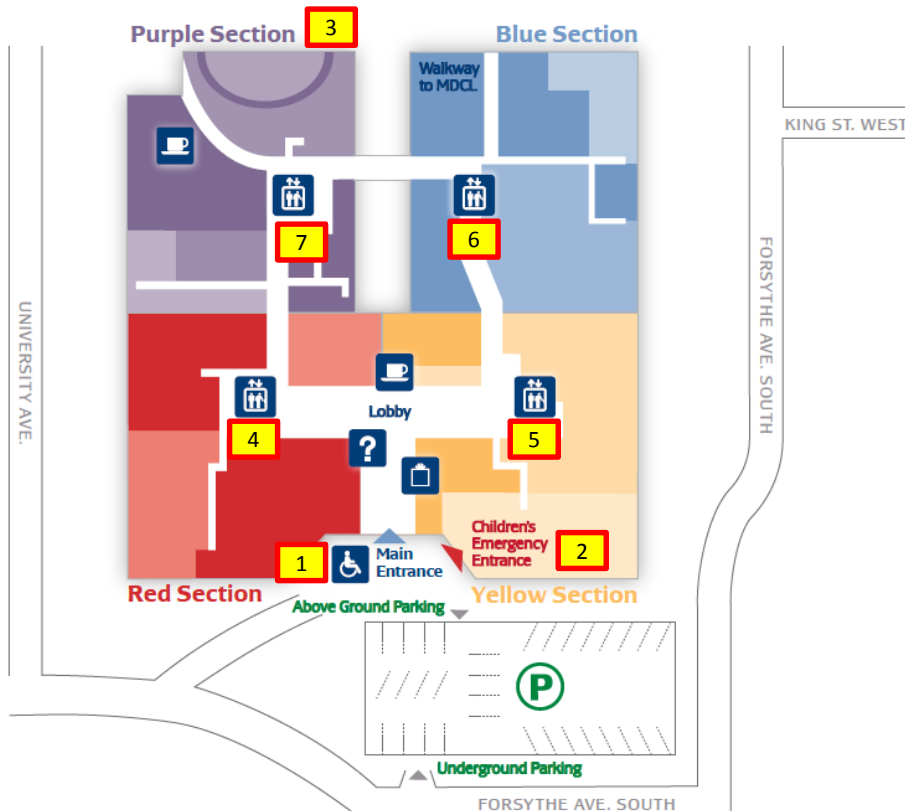 Purple Section
3
Blue Section
Walkway
to MDCL
KING ST. WEST
7
6
UNIVERSITY AVE.
FORSYTHE AVE. SOUTH
Lobby
4
?
5
1
Main
Entrance
Children's
Emergency
Entrance
2
Red Section
Yellow Section
Above Ground Parking
P
Underground Parking
FORSYTHE AVE. SOUTH